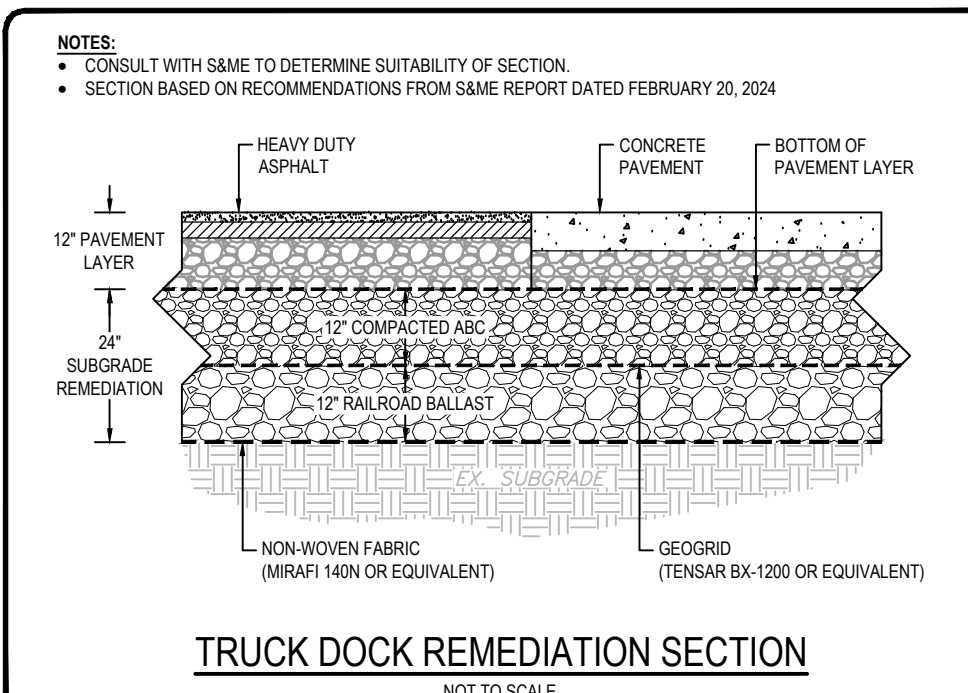 NOTES:
• CONSULT WITH S&ME TO DETERMINE SUITABILITY OF SECTION.
• SECTION BASED ON RECOMMENDATIONS FROM S&ME REPORT DATED FEBRUARY 20, 2024
HEAVY DUTY
ASPHALT
CONCRETE
PAVEMENT
BOTTOM OF
PAVEMENT LAYER
12" PAVEMENT
LAYER
12" COMPACTED ABC
24"
SUBGRADE
REMEDIATION
12" RAILROAD BALLAST
EX. SUBGRADE
NON-WOVEN FABRIC
(MIRAFI 140N OR EQUIVALENT)
GEOGRID
(TENSAR BX-1200 OR EQUIVALENT)
TRUCK DOCK REMEDIATION SECTION
NOT TO SCALE